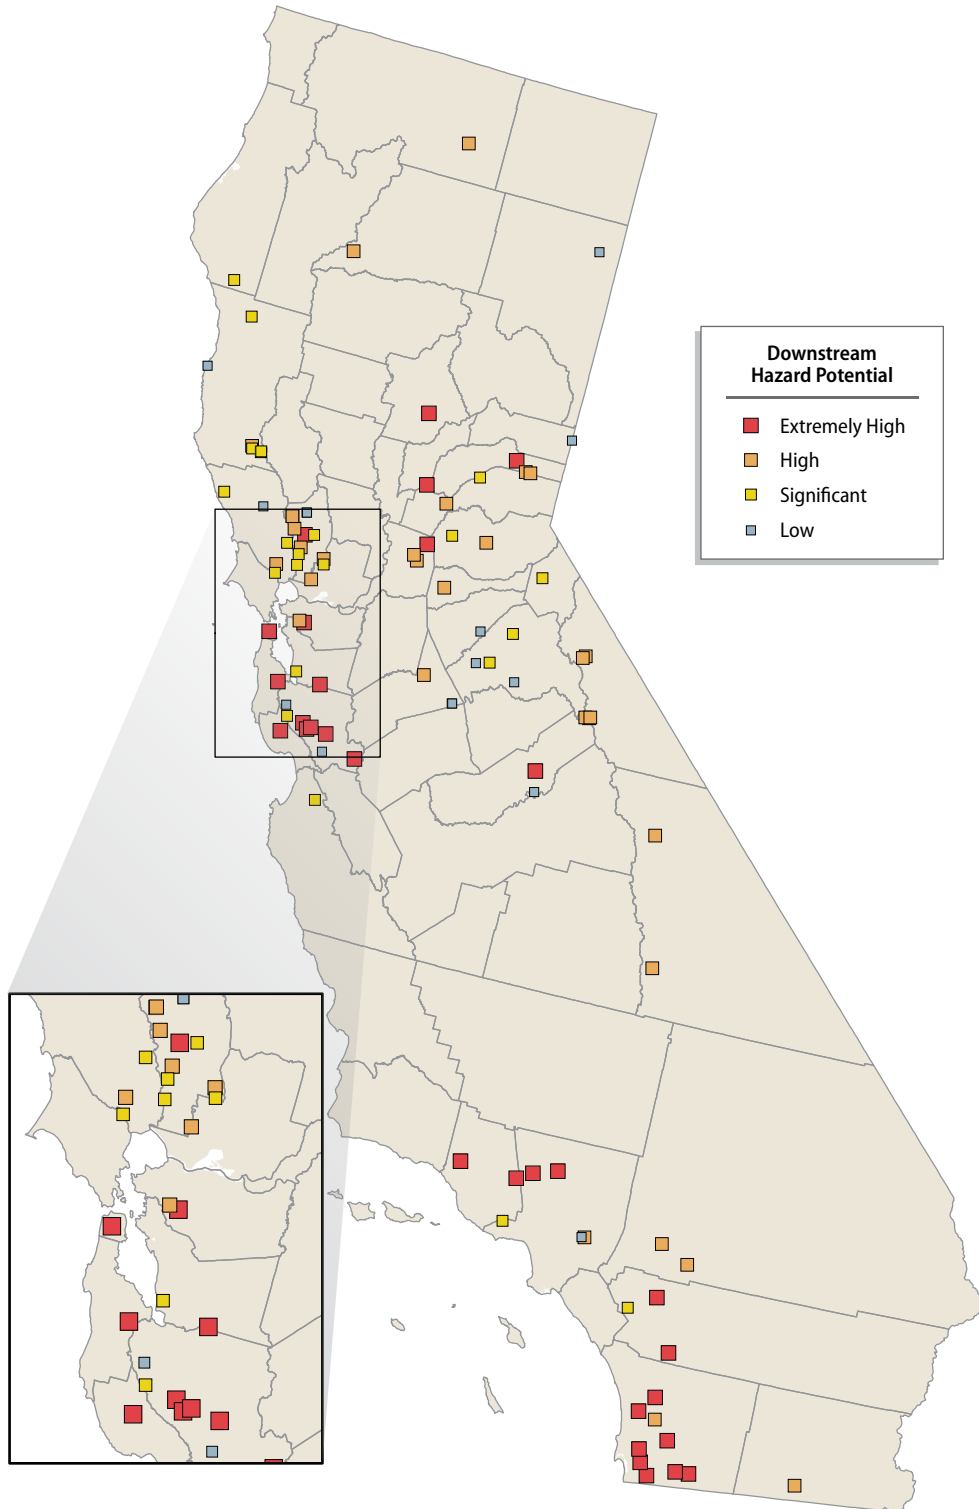 Downstream
Hazard Potential
Extremely High
High
Significant
Low